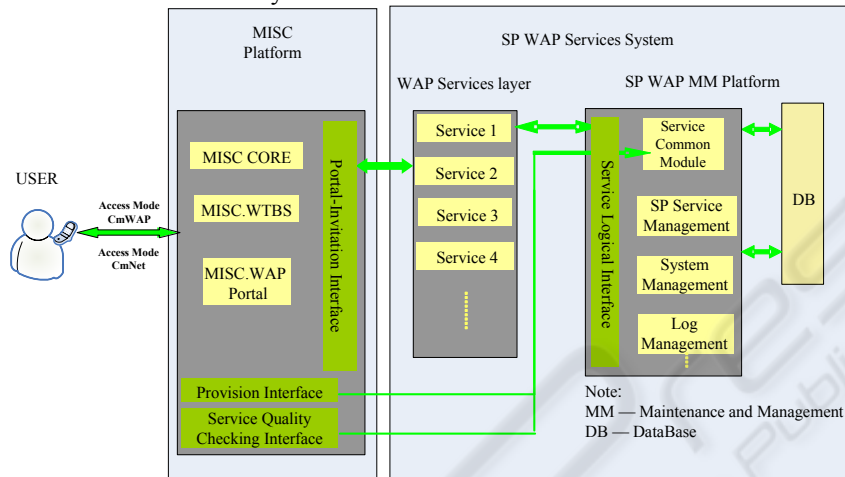 MISC
Platform
SP WAP Services System
WAP Services layer
SP WAP MM Platform
USER
Access Mode
CmWAP
Access Mode
CmNet
MISC CORE
MISC.WTBS
MISC.WAP
Portal
Portal-Invitation Interface
Provision Interface
Service Quality
Checking Interface
Service 1
Service 2
Service 3
Service 4
Service Logical Interface
Service
Common
Module
SP Service
Management
System
Management
Log
Management
DB
Note:
MM — Maintenance and Management
DB — DataBase